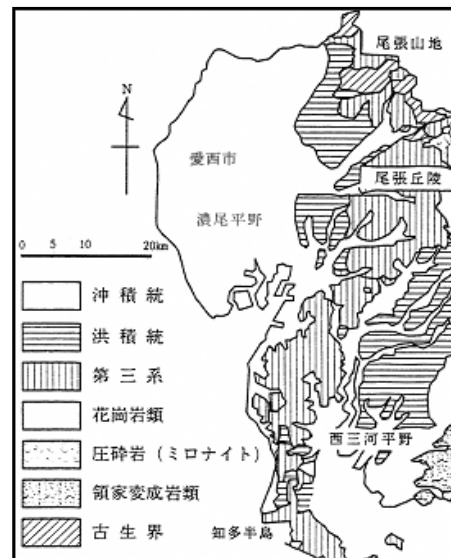 尾張山地
N
愛西市
尾張丘陵
濃尾平野
0 5 10 20km
沖積統
洪積統
第三系
花崗岩類
圧砕岩（ミロナイト）
西三河平野
領家変成岩類
古生界
知多半島